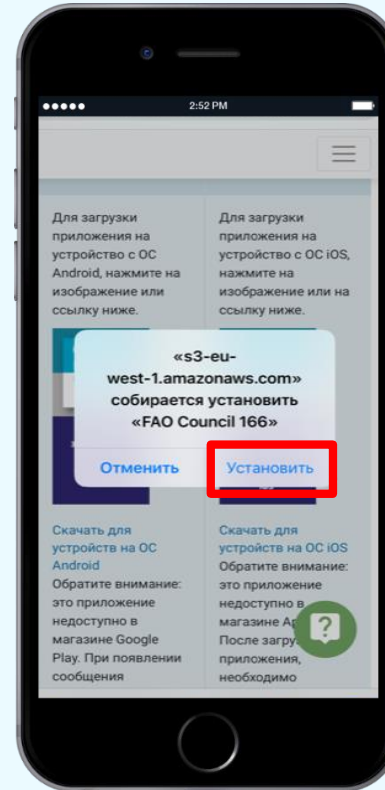 2:52 PM
Для загрузки
приложения на
устройство с ОС
Android, нажмите на
изображение или
ссылку ниже.
Для загрузки
приложения на
устройство с ОС iOS,
нажмите на
изображение или на
ссылку ниже.
«s3-eu-
west-1.amazonaws.com»
собирается установить
«FAO Council 166»
Отменить
Установить
Скачать для
устройств на ОС
Android
Обратите внимание:
это приложение
недоступно в
магазине Google
Play. При появлении
сообщения
Скачать для
устройств на ОС iOS
Обратите внимание:
это приложение
недоступно в
магазине
После
приложения,
необходимо